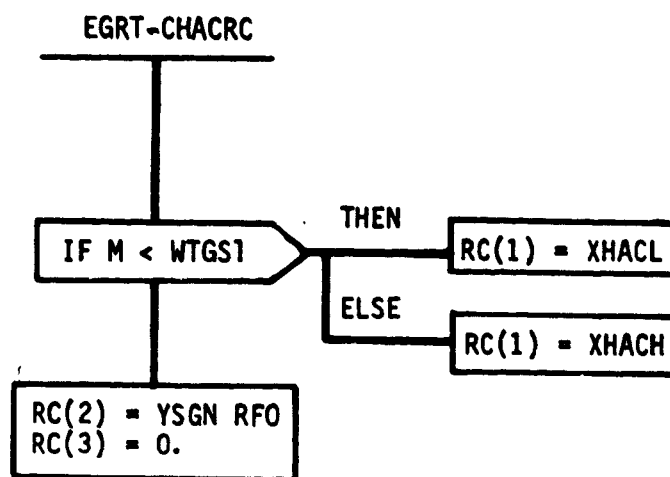 EGRT-CHACRC
THEN
IF M < WTGS1
RC(1) = XHACL
ELSE
RC(1) = XHACH
RC(2) = YSGN RFO
RC(3) = 0.